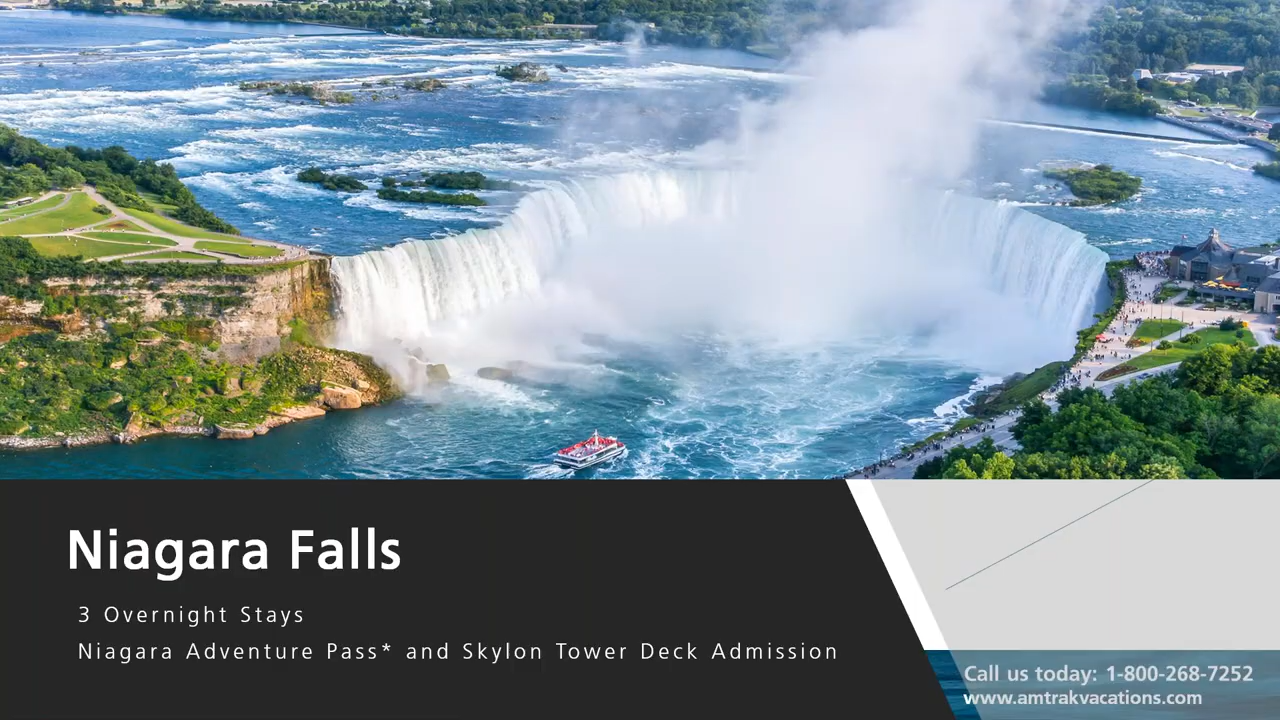 Niagara Falls
3 Overnight Stays
Niagara Adventure Pass* and Skylon Tower Deck Admission
Call us today: 1-800-268-7252
www.amtrakvacations.com